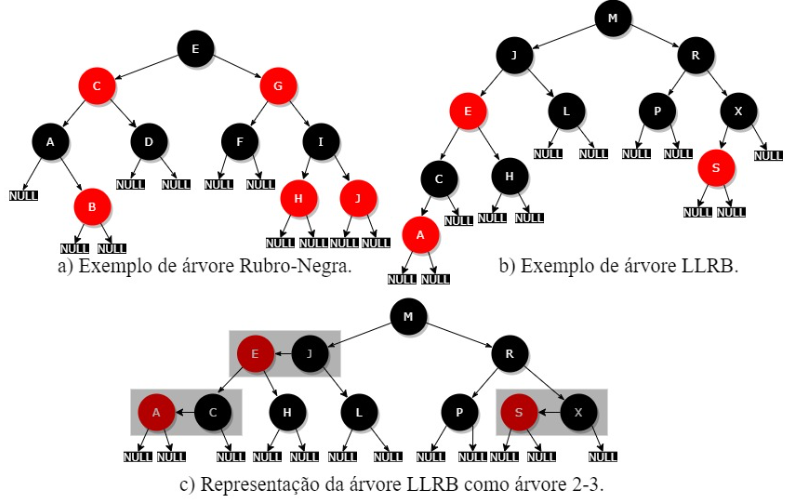 E
C G
A D F I
NULL NULL NULL NULL NULL
B H J
NULL NULL NULL NULL NULL NULL
a) Exemplo de árvore Rubro-Negra.
M
J R
E L P X
NULL NULL NULL NULL NULL
C H S
NULL NULL NULL NULL NULL
A
NULL NULL
b) Exemplo de árvore LLRB.
M
E J R
A C H L P S X
NULL NULL NULL NULL NULL NULL NULL NULL NULL NULL NULL NULL
c) Representação da árvore LLRB como árvore 2-3.